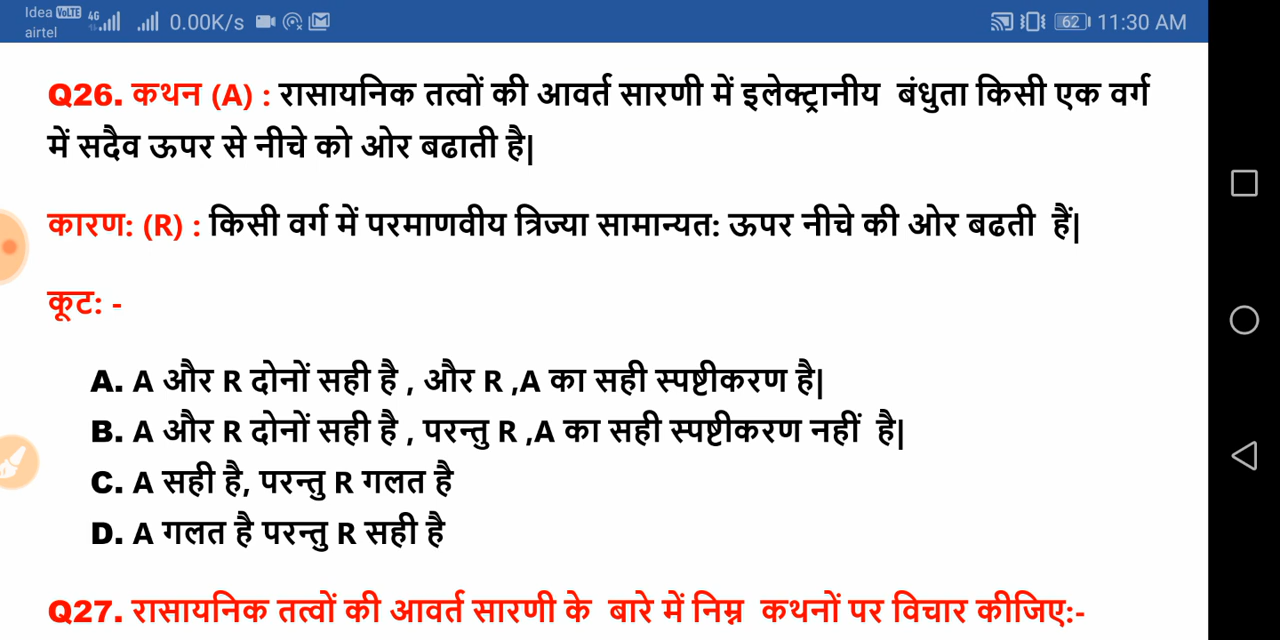 Idea VoLTE 4G 0.00K/s 62 11:30 AM
airtel
Q26. कथन (A) : रासायनिक तत्वों की आवर्त सारणी में इलेक्ट्रानीय बंधुता किसी एक वर्ग
में सदैव ऊपर से नीचे को ओर बढाती है|
कारण: (R) : किसी वर्ग में परमाणवीय त्रिज्या सामान्यत: ऊपर नीचे की ओर बढती हैं|
कूट: -
A. A और R दोनों सही है , और R ,A का सही स्पष्टीकरण है|
B. A और R दोनों सही है , परन्तु R ,A का सही स्पष्टीकरण नहीं है|
C. A सही है, परन्तु R गलत है
D. A गलत है परन्तु R सही है
Q27. रासायनिक तत्वों की आवर्त सारणी के बारे में निम्न कथनों पर विचार कीजिए:-